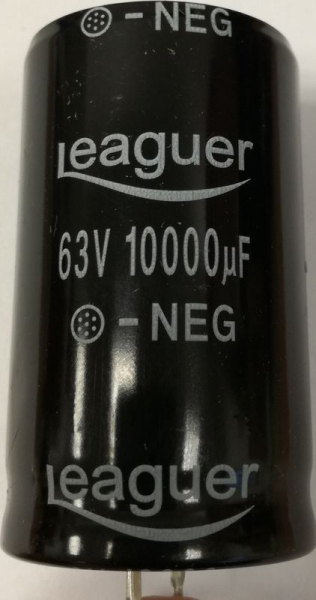 - NEG
Leaguer
63V 10000µF
- NEG
Leaguer